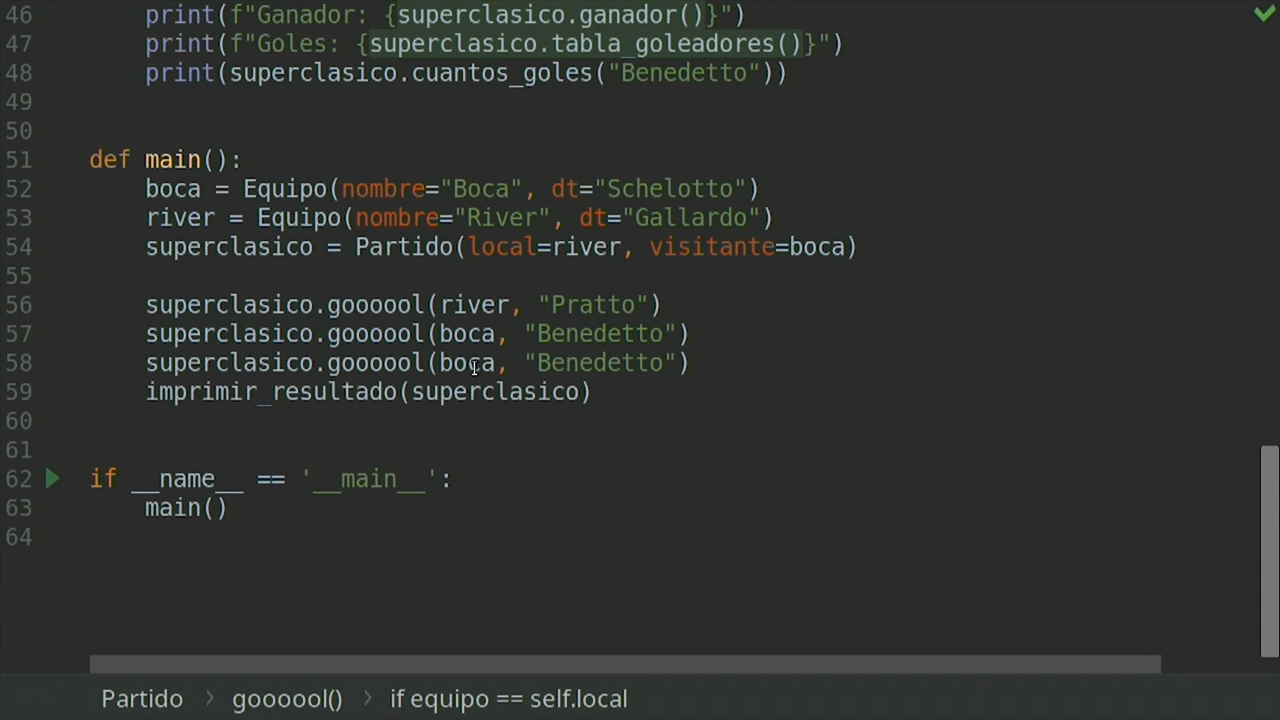 46 print(f"Ganador: {superclasico.ganador()}")
47 print(f"Goles: {superclasico.tabla_goleadores()}")
48 print(superclasico.cuantos_goles("Benedetto"))
49
50
51 def main():
52 boca = Equipo(nombre="Boca", dt="Schelotto")
53 river = Equipo(nombre="River", dt="Gallardo")
54 superclasico = Partido(local=river, visitante=boca)
55
56 superclasico.goooool(river, "Pratto")
57 superclasico.goooool(boca, "Benedetto")
58 superclasico.goooool(boca, "Benedetto")
59 imprimir_resultado(superclasico)
60
61
62 if __name__ == '__main__':
63 main()
64
Partido > goooool() > if equipo == self.local